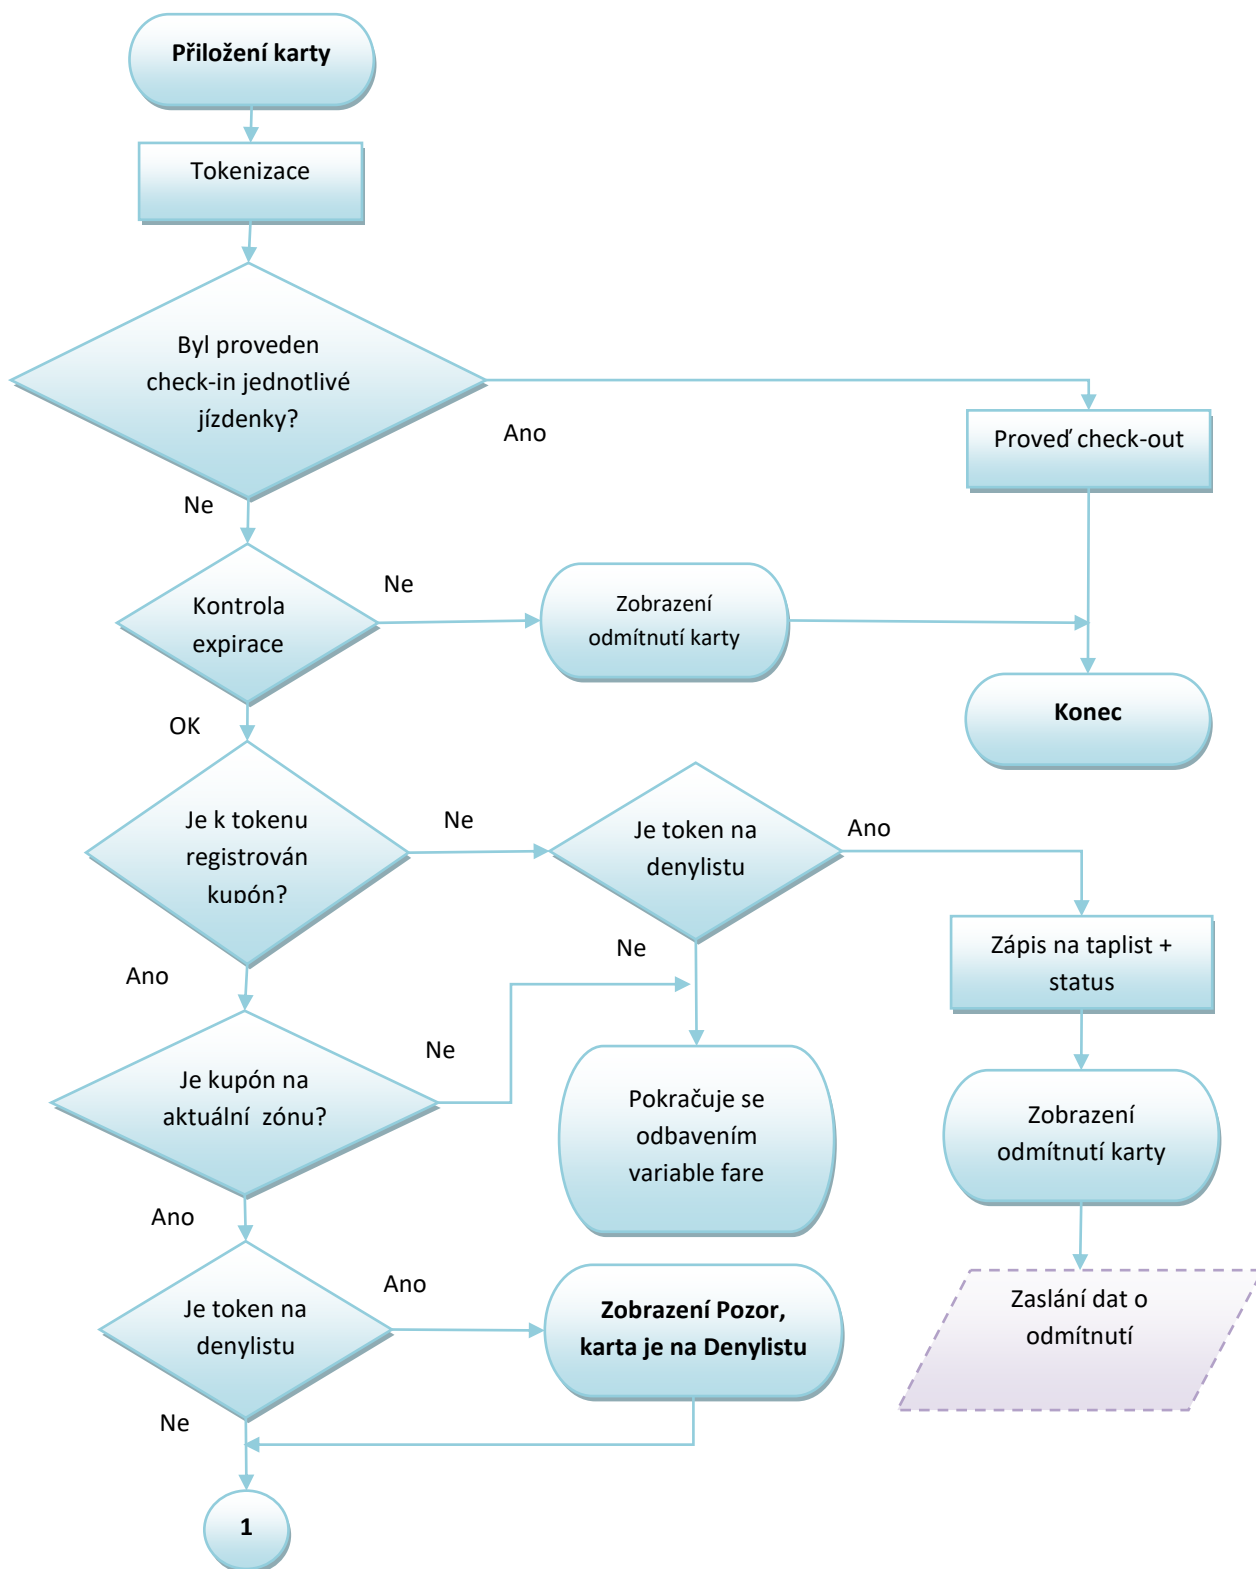 Přiložení karty
Tokenizace
Byl proveden
check-in jednotlivé
jízdenky?
Ano
Proveď check-out
Ne
Kontrola
expirace
Ne
Zobrazení
odmítnutí karty
Konec
OK
Je k tokenu
registrován
kupón?
Ne
Je token na
denylistu
Ano
Zápis na taplist +
status
Ano
Ne
Je kupón na
aktuální  zónu?
Ne
Pokračuje se
odbavením
variable fare
Zobrazení
odmítnutí karty
Ano
Je token na
denylistu
Ano
Zobrazení Pozor,
karta je na Denylistu
Zaslání dat o
odmítnutí
Ne
1